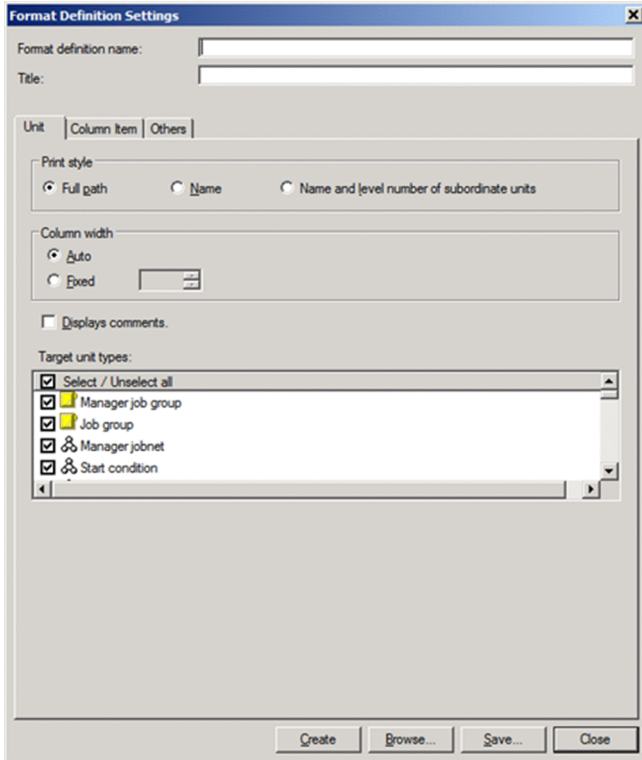 Format Definition Settings
Format definition name:
Title:
Unit Column Item Others
Print style
Full path Name Name and level number of subordinate units
Column width
Auto
Fixed
Displays comments.
Target unit types:
Select / Unselect all
Manager job group
Job group
Manager jobnet
Start condition
Create Browse... Save... Close